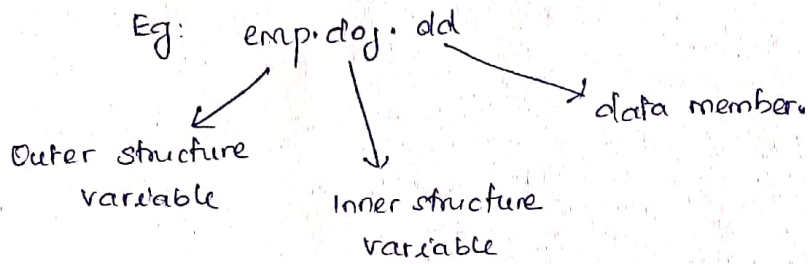 Eg: emp.doj.dd
data member.
Outer structure
variable
Inner structure
variable